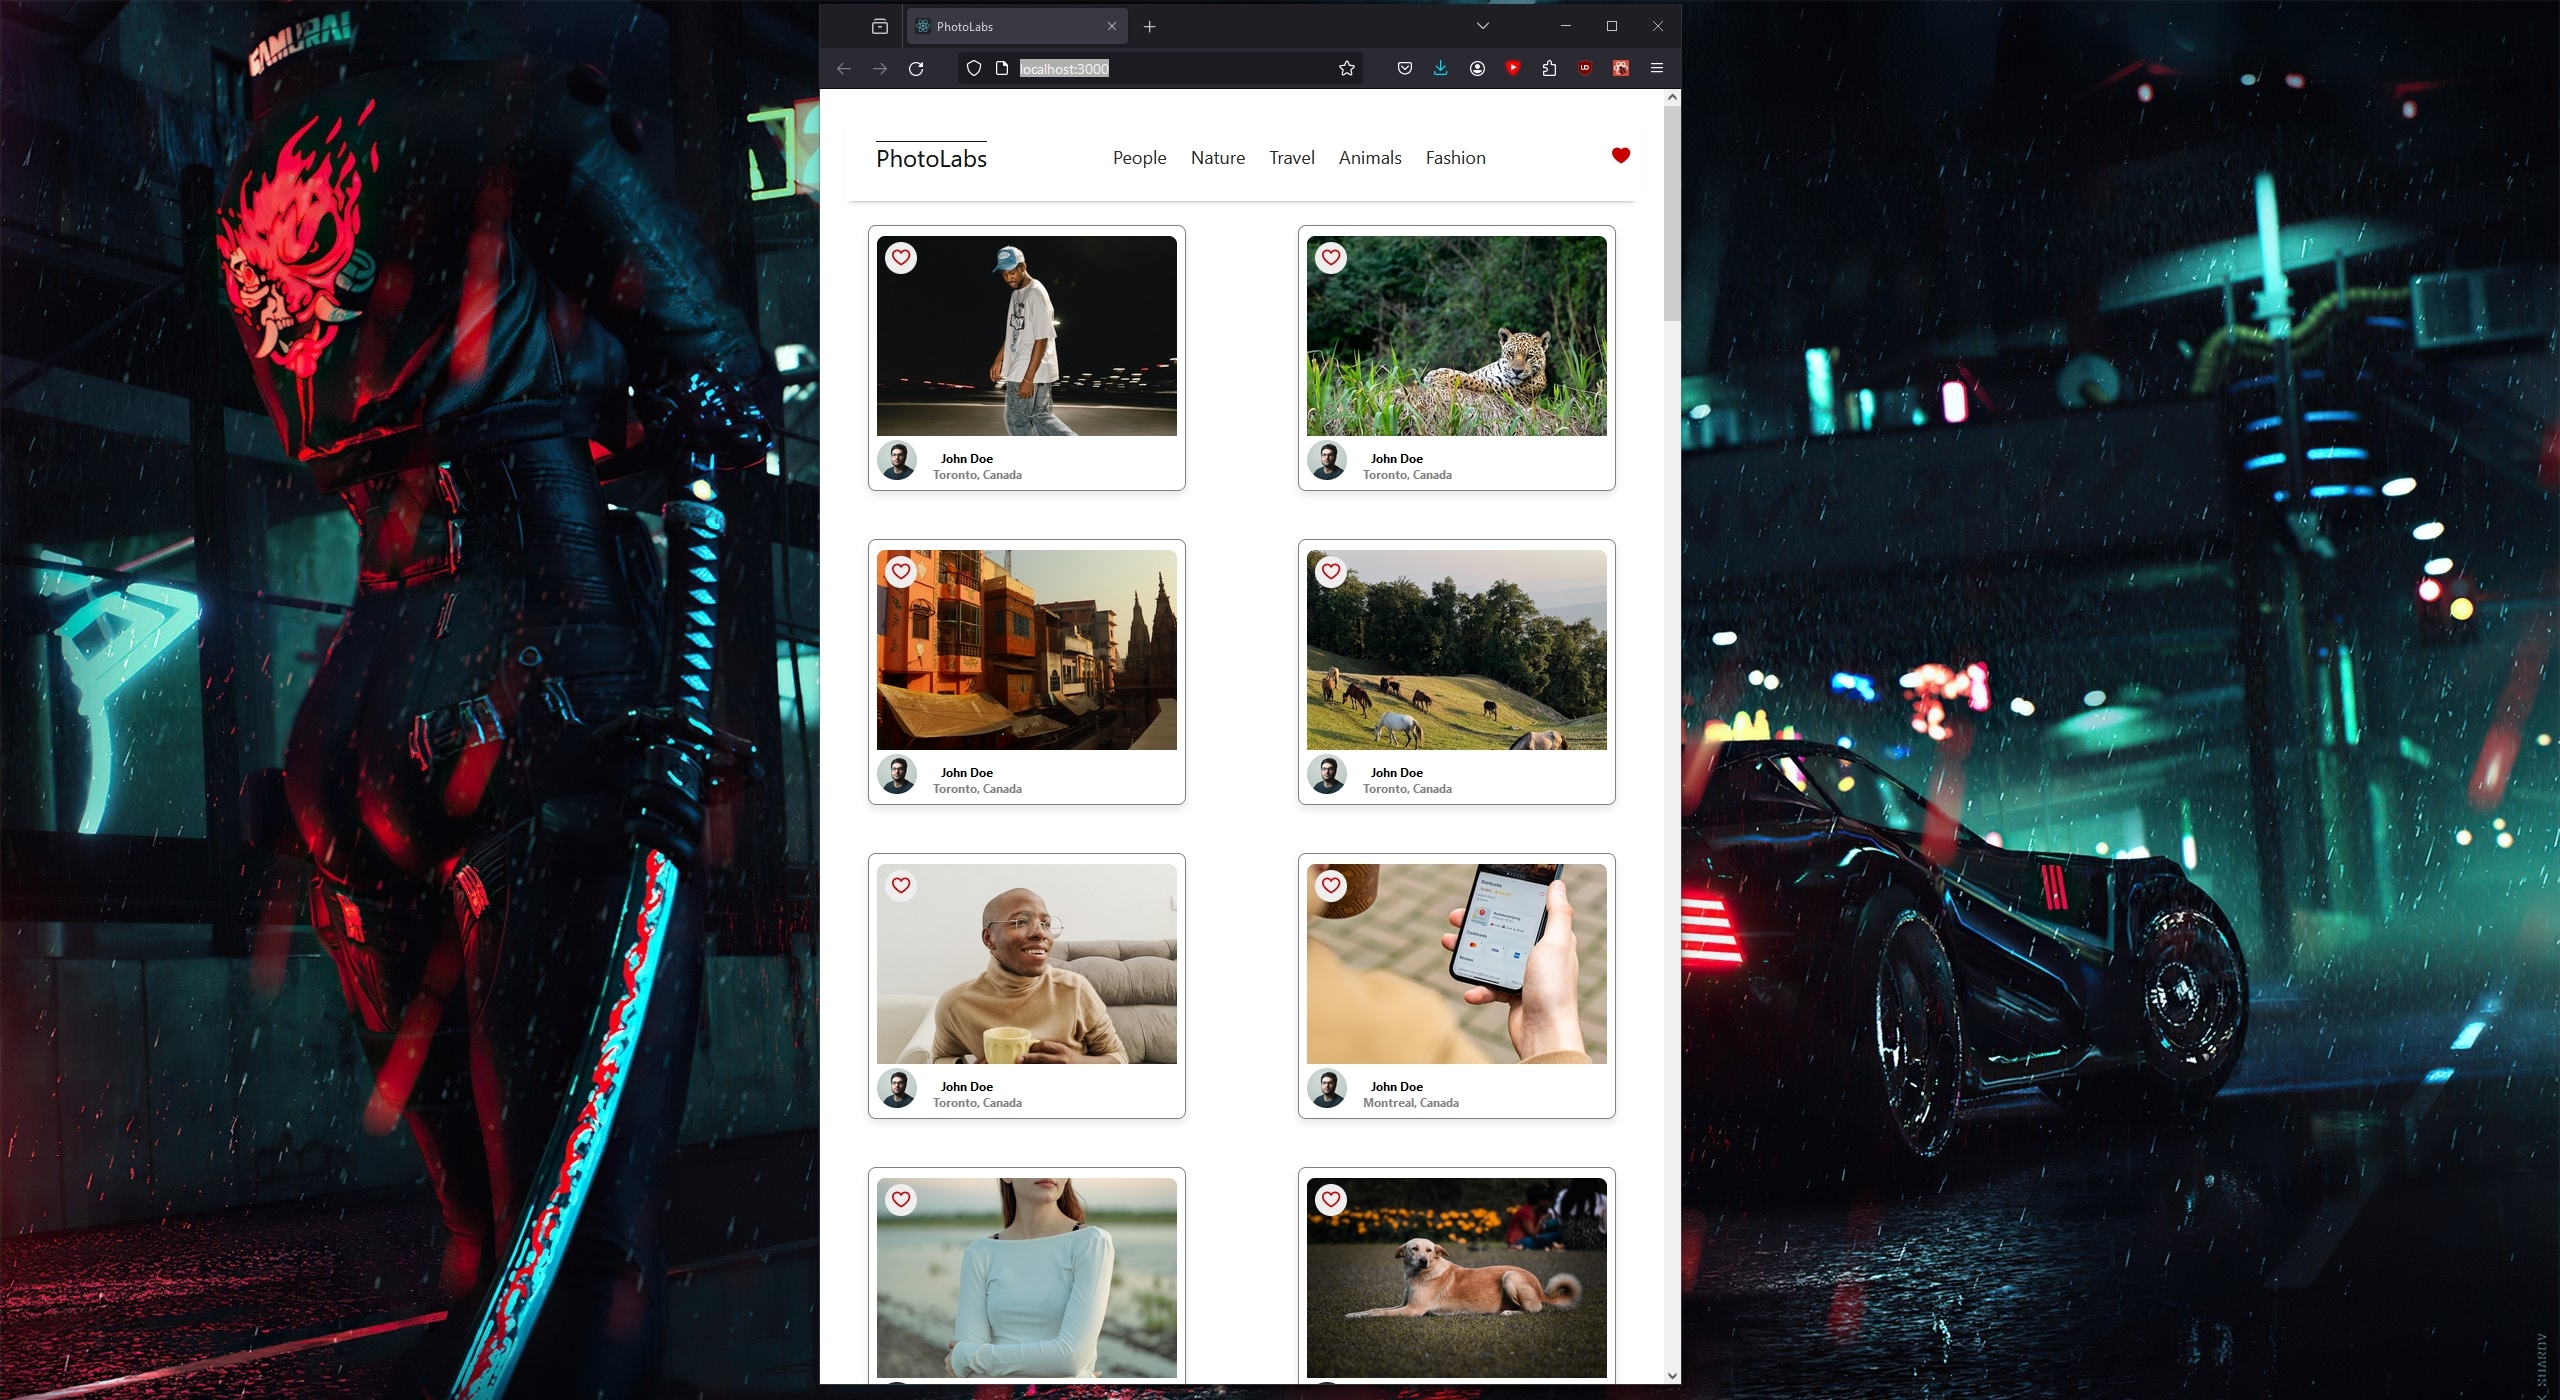 SAMURAI
PhotoLabs
localhost:3000
PhotoLabs
People Nature Travel Animals Fashion
John Doe
Toronto, Canada
John Doe
Toronto, Canada
John Doe
Toronto, Canada
John Doe
Toronto, Canada
John Doe
Toronto, Canada
John Doe
Montreal, Canada